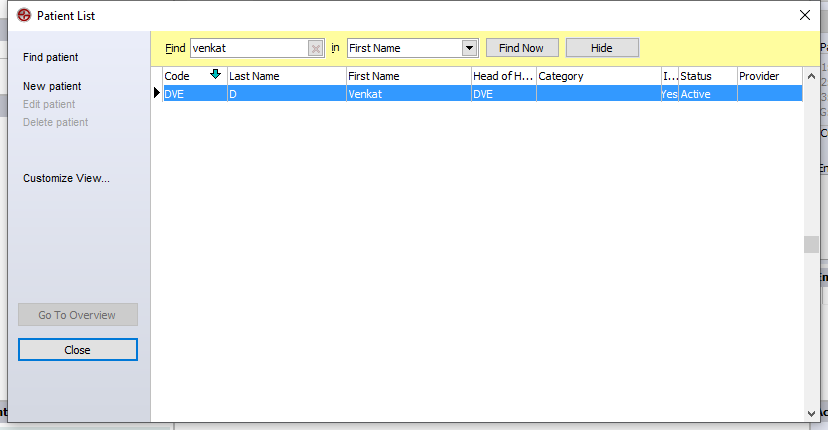 Patient List
Find patient
New patient
Edit patient
Delete patient
Customize View...
Go To Overview
Close
Find venkat in First Name Find Now Hide
Code Last Name First Name Head of H... Category I... Status Provider
DVE D Venkat DVE Yes Active